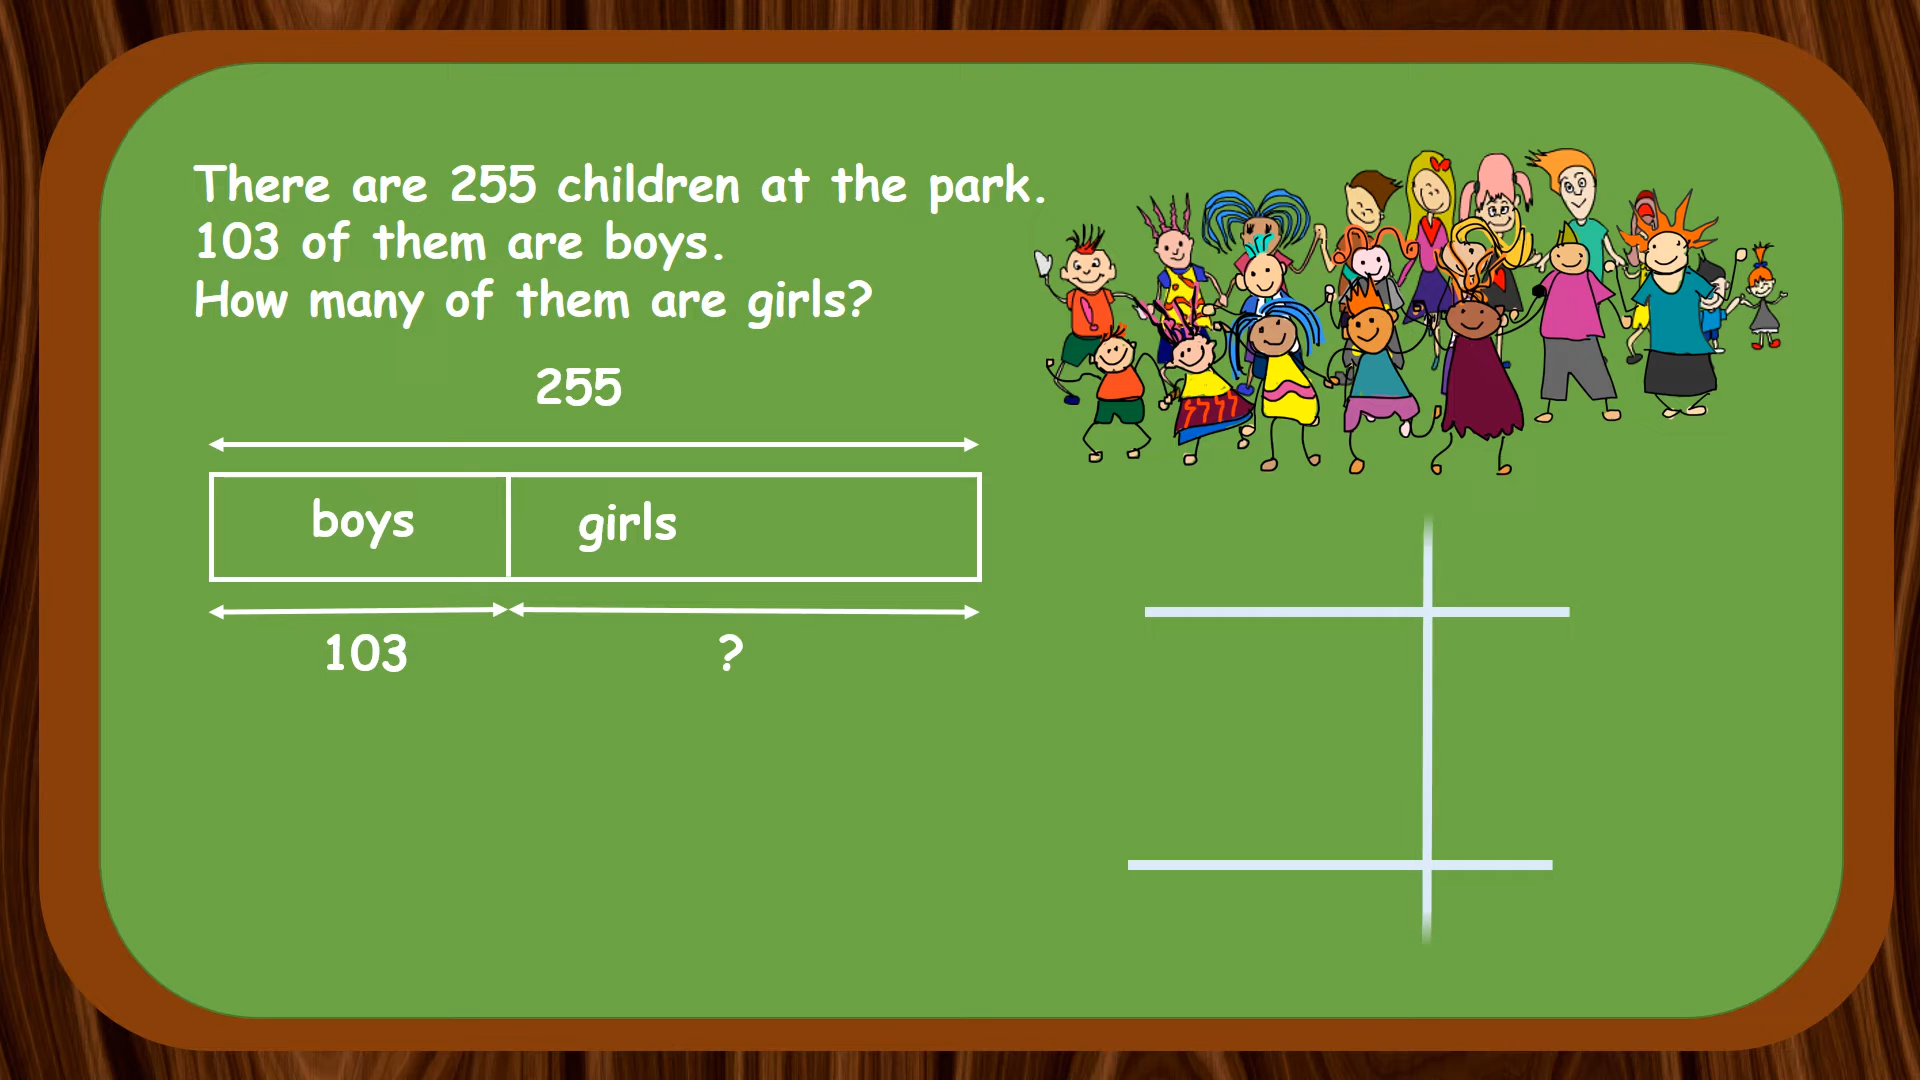 There are 255 children at the park.
103 of them are boys.
How many of them are girls?
255
boys girls
103 ?